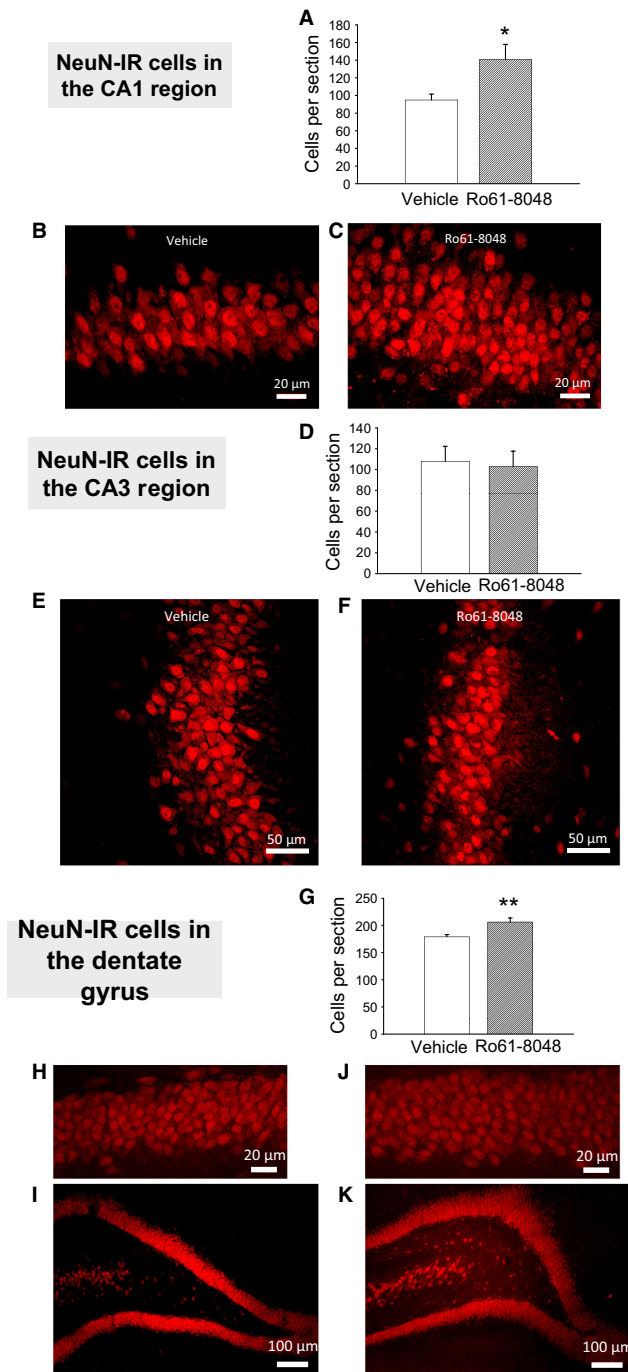 A
NeuN-IR cells in
the CA1 region
Cells per section
180
160
140
120
100
80
60
40
20
0
*
Vehicle Ro61-8048
B
Vehicle
20 µm
C
Ro61-8048
20 µm
NeuN-IR cells in
the CA3 region
D
Cells per section
140
120
100
80
60
40
20
0
Vehicle Ro61-8048
E
Vehicle
50 µm
F
Ro61-8048
50 µm
NeuN-IR cells in
the dentate
gyrus
G
Cells per section
250
200
150
100
50
0
**
Vehicle Ro61-8048
H
20 µm
J
20 µm
I
100 µm
K
100 µm